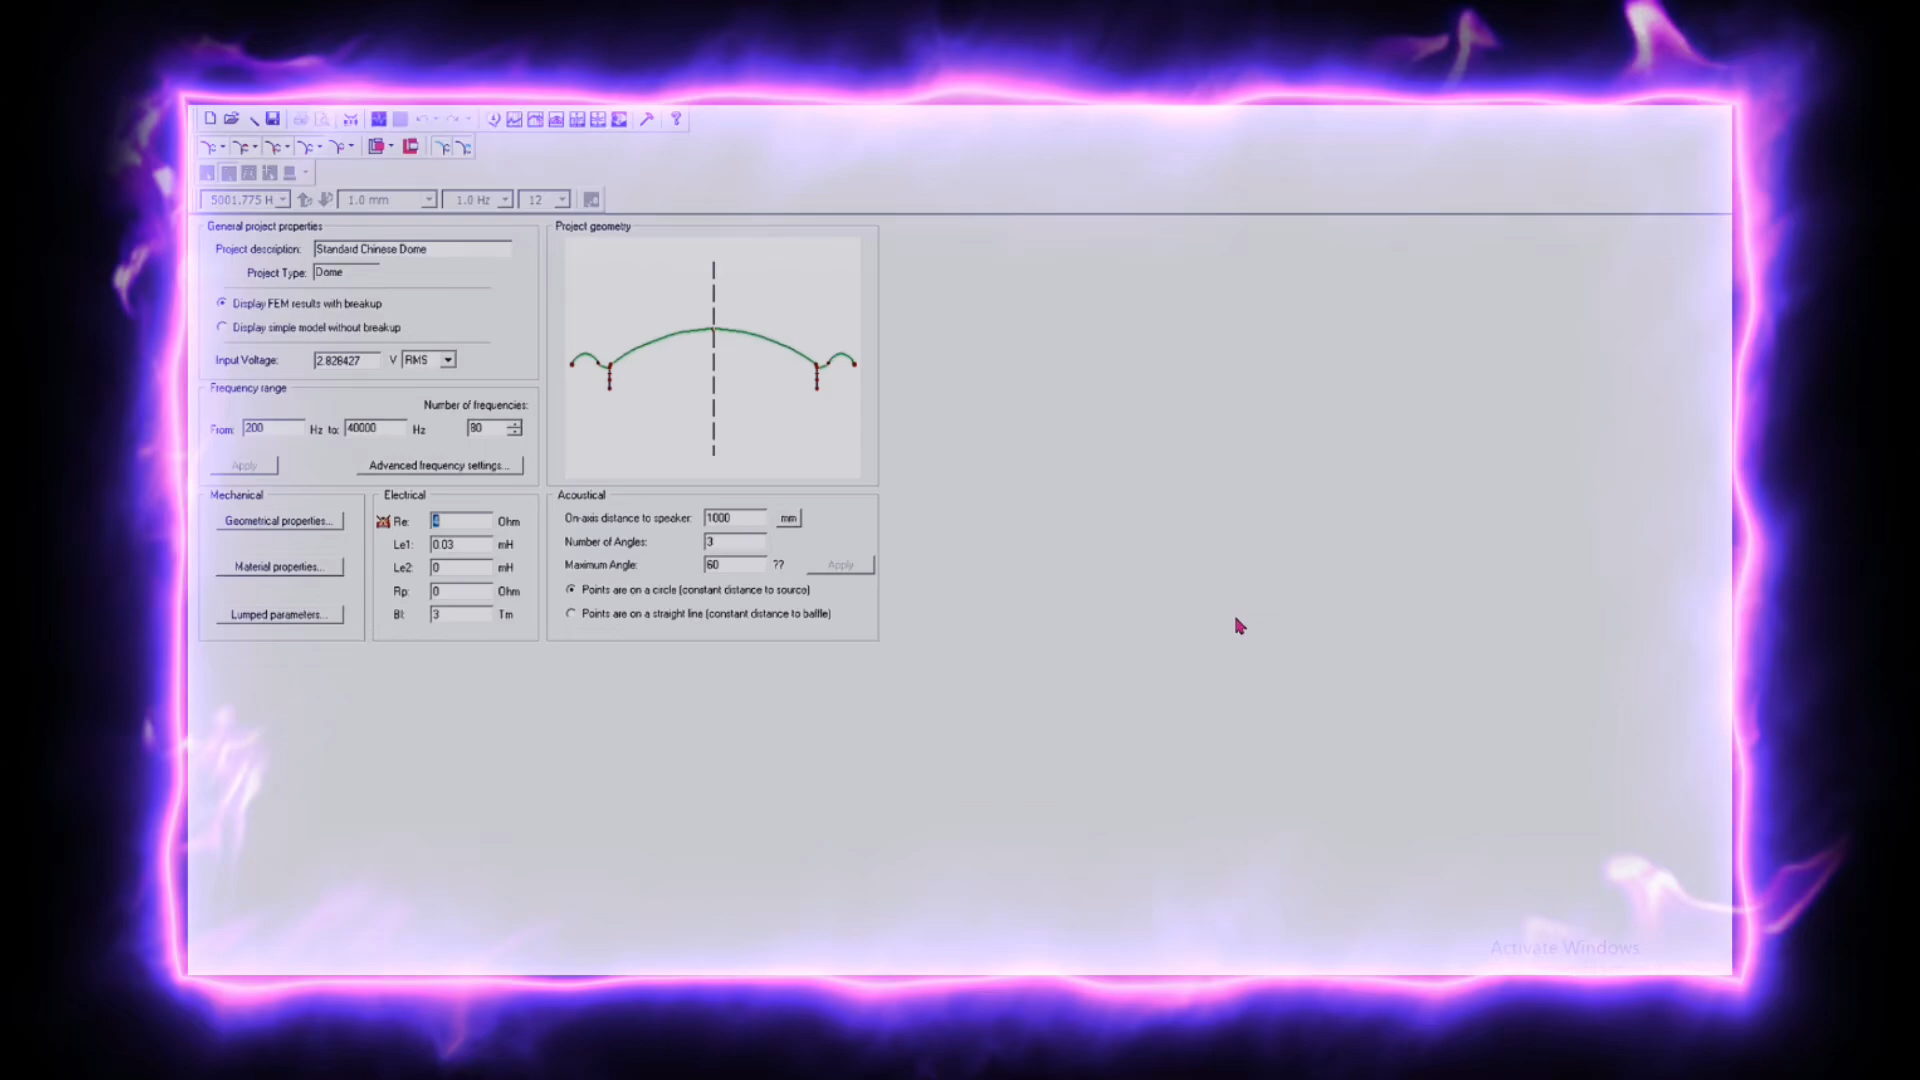 5001.775 H
1.0 mm
1.0 Hz
12
General project properties
Project description: Standard Chinese Dome
Project Type: Dome
Display FEM results with breakup
Display simple model without breakup
Input Voltage: 2.828427 V RMS
Frequency range
Number of frequencies:
From: 200 Hz to: 40000 Hz 80
Apply
Advanced frequency settings...
Project geometry
Mechanical
Geometrical properties...
Material properties...
Lumped parameters...
Electrical
Re: Ohm
Le1: 0.03 mH
Le2: 0 mH
Rp: 0 Ohm
Bl: 3 Tm
Acoustical
On-axis distance to speaker: 1000 mm
Number of Angles: 3
Maximum Angle: 60 ??
Apply
Points are on a circle (constant distance to source)
Points are on a straight line (constant distance to baffle)
Activate Windows